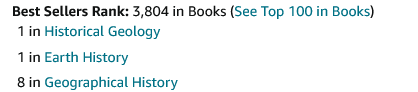 Best Sellers Rank: 3,804 in Books (See Top 100 in Books)
1 in Historical Geology
1 in Earth History
8 in Geographical History